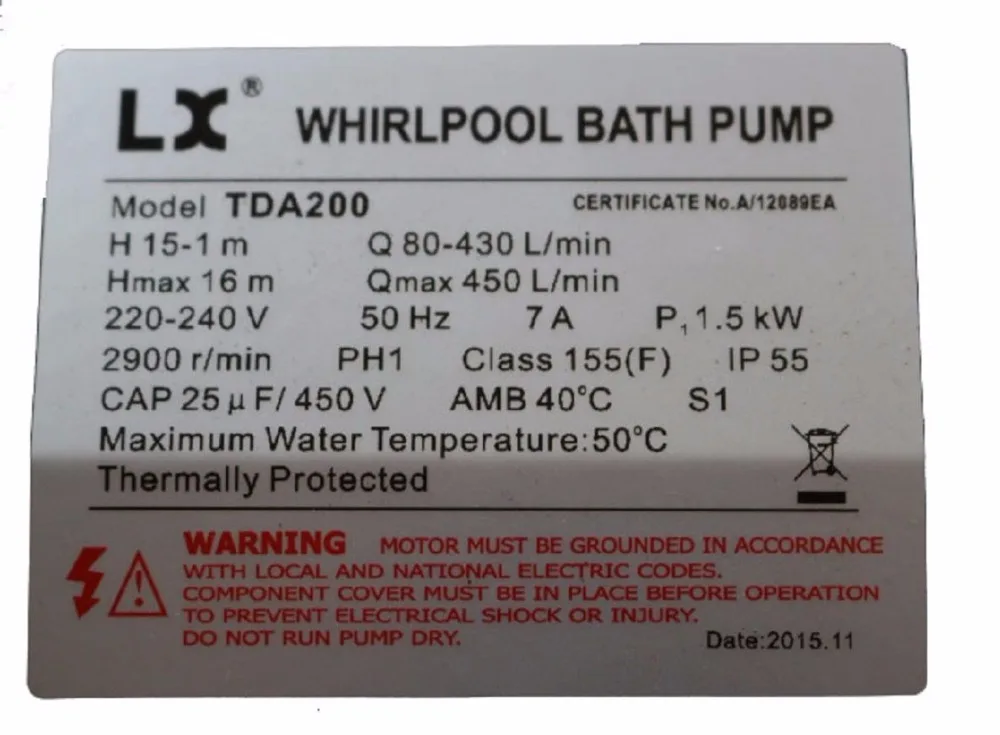 LX® WHIRLPOOL BATH PUMP
Model TDA200 CERTIFICATE No.A/12089EA
H 15-1 m Q 80-430 L/min
Hmax 16 m Qmax 450 L/min
220-240 V 50 Hz 7 A P₁ 1.5 kW
2900 r/min PH1 Class 155(F) IP 55
CAP 25 μF/ 450 V AMB 40°C S1
Maximum Water Temperature:50°C
Thermally Protected
WARNING MOTOR MUST BE GROUNDED IN ACCORDANCE
WITH LOCAL AND NATIONAL ELECTRIC CODES.
COMPONENT COVER MUST BE IN PLACE BEFORE OPERATION
TO PREVENT ELECTRICAL SHOCK OR INJURY.
DO NOT RUN PUMP DRY. Date:2015.11